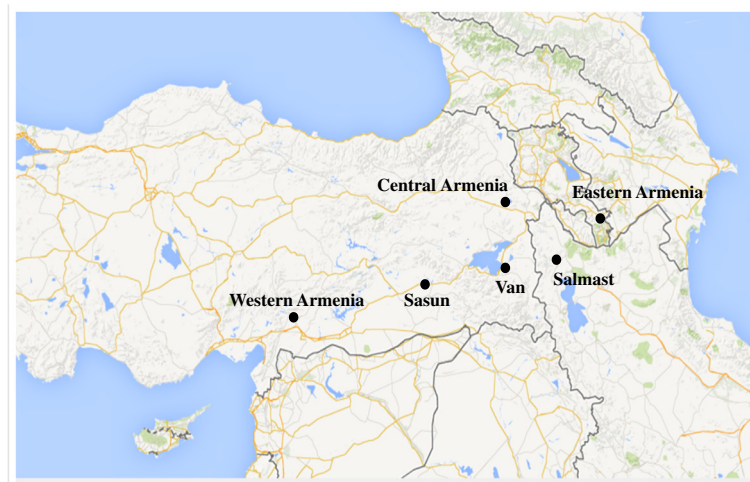 Central Armenia
Eastern Armenia
Van
Salmast
Western Armenia
Sasun